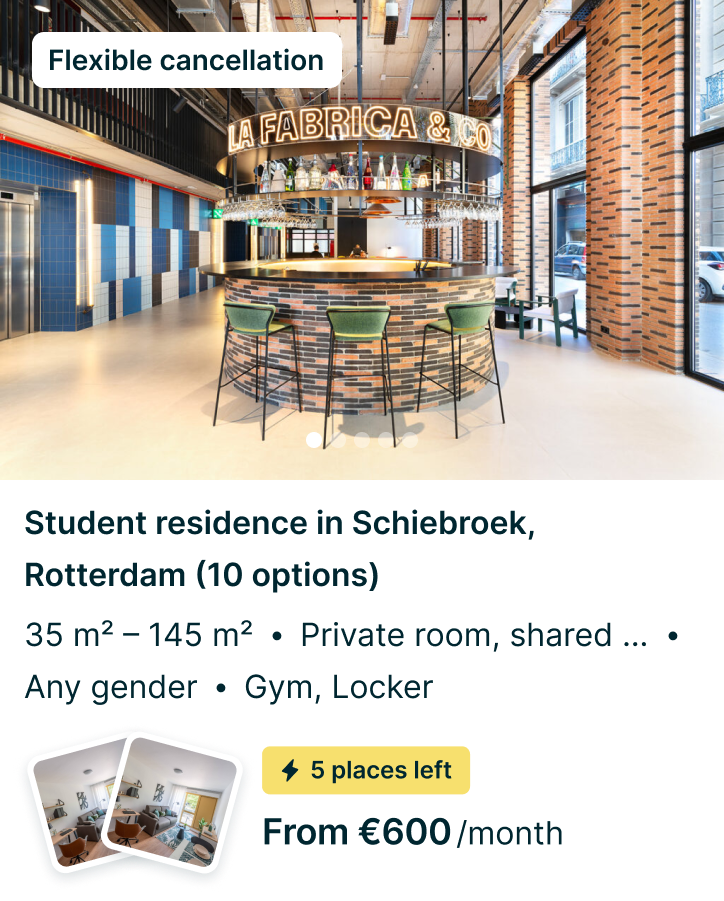 Flexible cancellation
LA FABRICA & CO
Student residence in Schiebroek,
Rotterdam (10 options)
35 m² – 145 m² • Private room, shared ... •
Any gender • Gym, Locker
5 places left
From €600/month